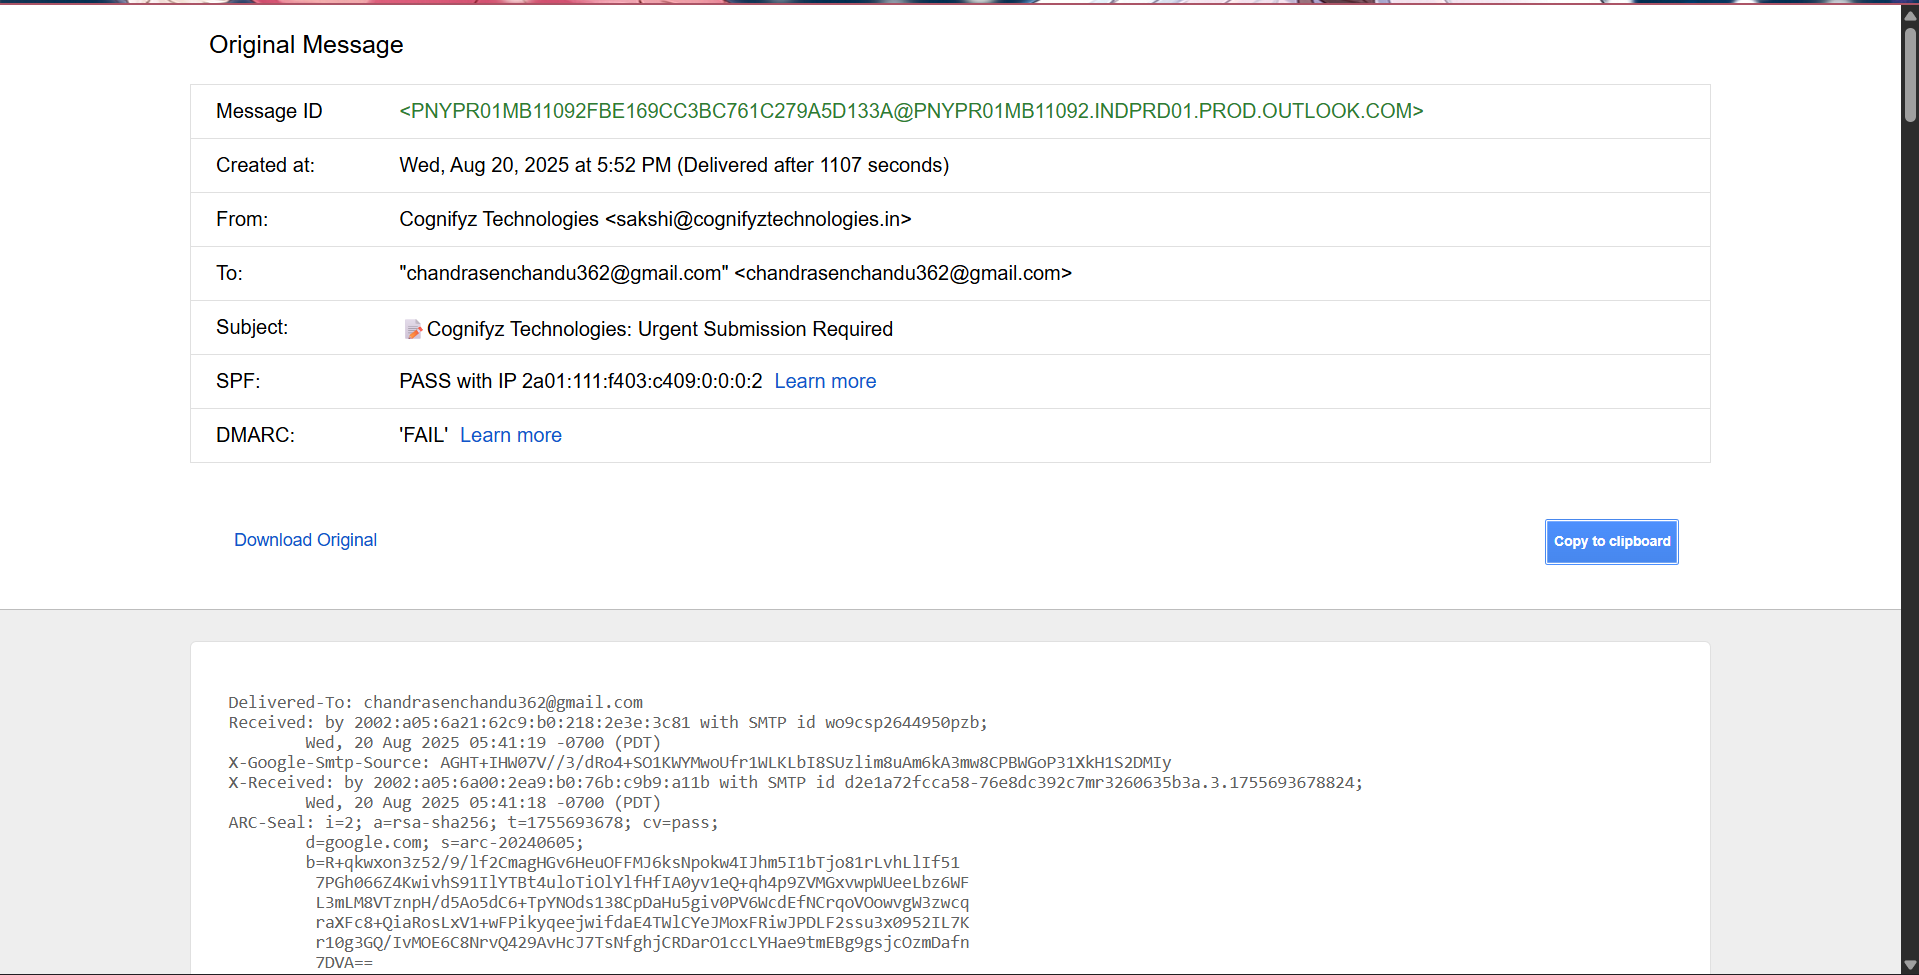 Original Message
Message ID <PNYPR01MB11092FBE169CC3BC761C279A5D133A@PNYPR01MB11092.INDPRD01.PROD.OUTLOOK.COM>
Created at: Wed, Aug 20, 2025 at 5:52 PM (Delivered after 1107 seconds)
From: Cognifyz Technologies <sakshi@cognifyztechnologies.in>
To: "chandrasenchandu362@gmail.com" <chandrasenchandu362@gmail.com>
Subject: 📝Cognifyz Technologies: Urgent Submission Required
SPF: PASS with IP 2a01:111:f403:c409:0:0:0:2 Learn more
DMARC: 'FAIL' Learn more
Download Original
Copy to clipboard
Delivered-To: chandrasenchandu362@gmail.com
Received: by 2002:a05:6a21:62c9:b0:218:2e3e:3c81 with SMTP id wo9csp2644950pzb;
Wed, 20 Aug 2025 05:41:19 -0700 (PDT)
X-Google-Smtp-Source: AGHT+IHW07V//3/dRo4+SO1KWYMwoUfr1WLKLbI8SUzlim8uAm6kA3mw8CPBWGoP31XkH1S2DMIy
X-Received: by 2002:a05:6a00:2ea9:b0:76b:c9b9:a11b with SMTP id d2e1a72fcca58-76e8dc392c7mr3260635b3a.3.1755693678824;
Wed, 20 Aug 2025 05:41:18 -0700 (PDT)
ARC-Seal: i=2; a=rsa-sha256; t=1755693678; cv=pass;
d=google.com; s=arc-20240605;
b=R+qkwxon3z52/9/lf2CmagHGv6HeuOFFMJ6ksNpokw4IJhm5I1bTjo81rLvhLlIf51
7PGh066Z4KwivhS91IlYTBt4uloTiOlYlfHfIA0yv1eQ+qh4p9ZVMGxvwpWUeeLbz6WF
L3mLM8VTznpH/d5Ao5dC6+TpYNOds138CpDaHu5giv0PV6WcdEfNCrqoVOowvgW3zwcq
raXFc8+QiaRosLxV1+wFPikyqeejwifdaE4TWlCYeJMoxFRiwJPDLF2ssu3x0952IL7K
r10g3GQ/IvMOE6C8NrvQ429AvHcJ7TsNfghjCRDarO1ccLYHae9tmEBg9gsjcOzmDafn
7DVA==